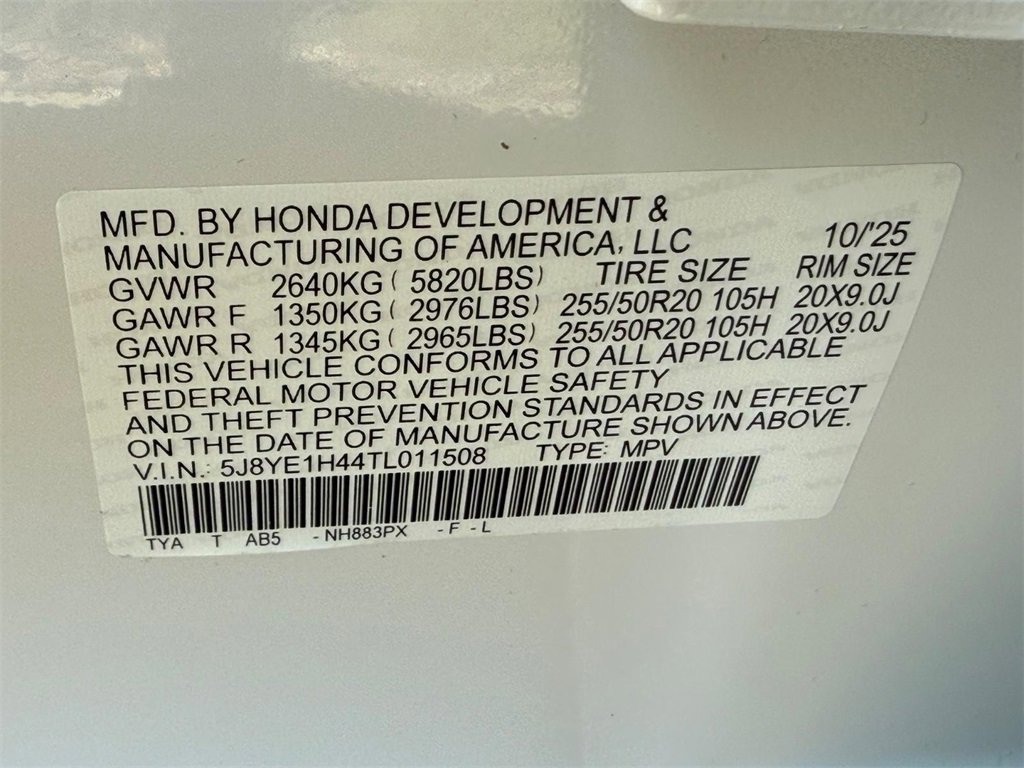 MFD. BY HONDA DEVELOPMENT &
MANUFACTURING OF AMERICA, LLC 10/'25
GVWR 2640KG ( 5820LBS) TIRE SIZE RIM SIZE
GAWR F 1350KG ( 2976LBS) 255/50R20 105H 20X9.0J
GAWR R 1345KG ( 2965LBS) 255/50R20 105H 20X9.0J
THIS VEHICLE CONFORMS TO ALL APPLICABLE
FEDERAL MOTOR VEHICLE SAFETY
AND THEFT PREVENTION STANDARDS IN EFFECT
ON THE DATE OF MANUFACTURE SHOWN ABOVE.
V.I.N.: 5J8YE1H44TL011508 TYPE: MPV
TYA T AB5 - NH883PX - F - L